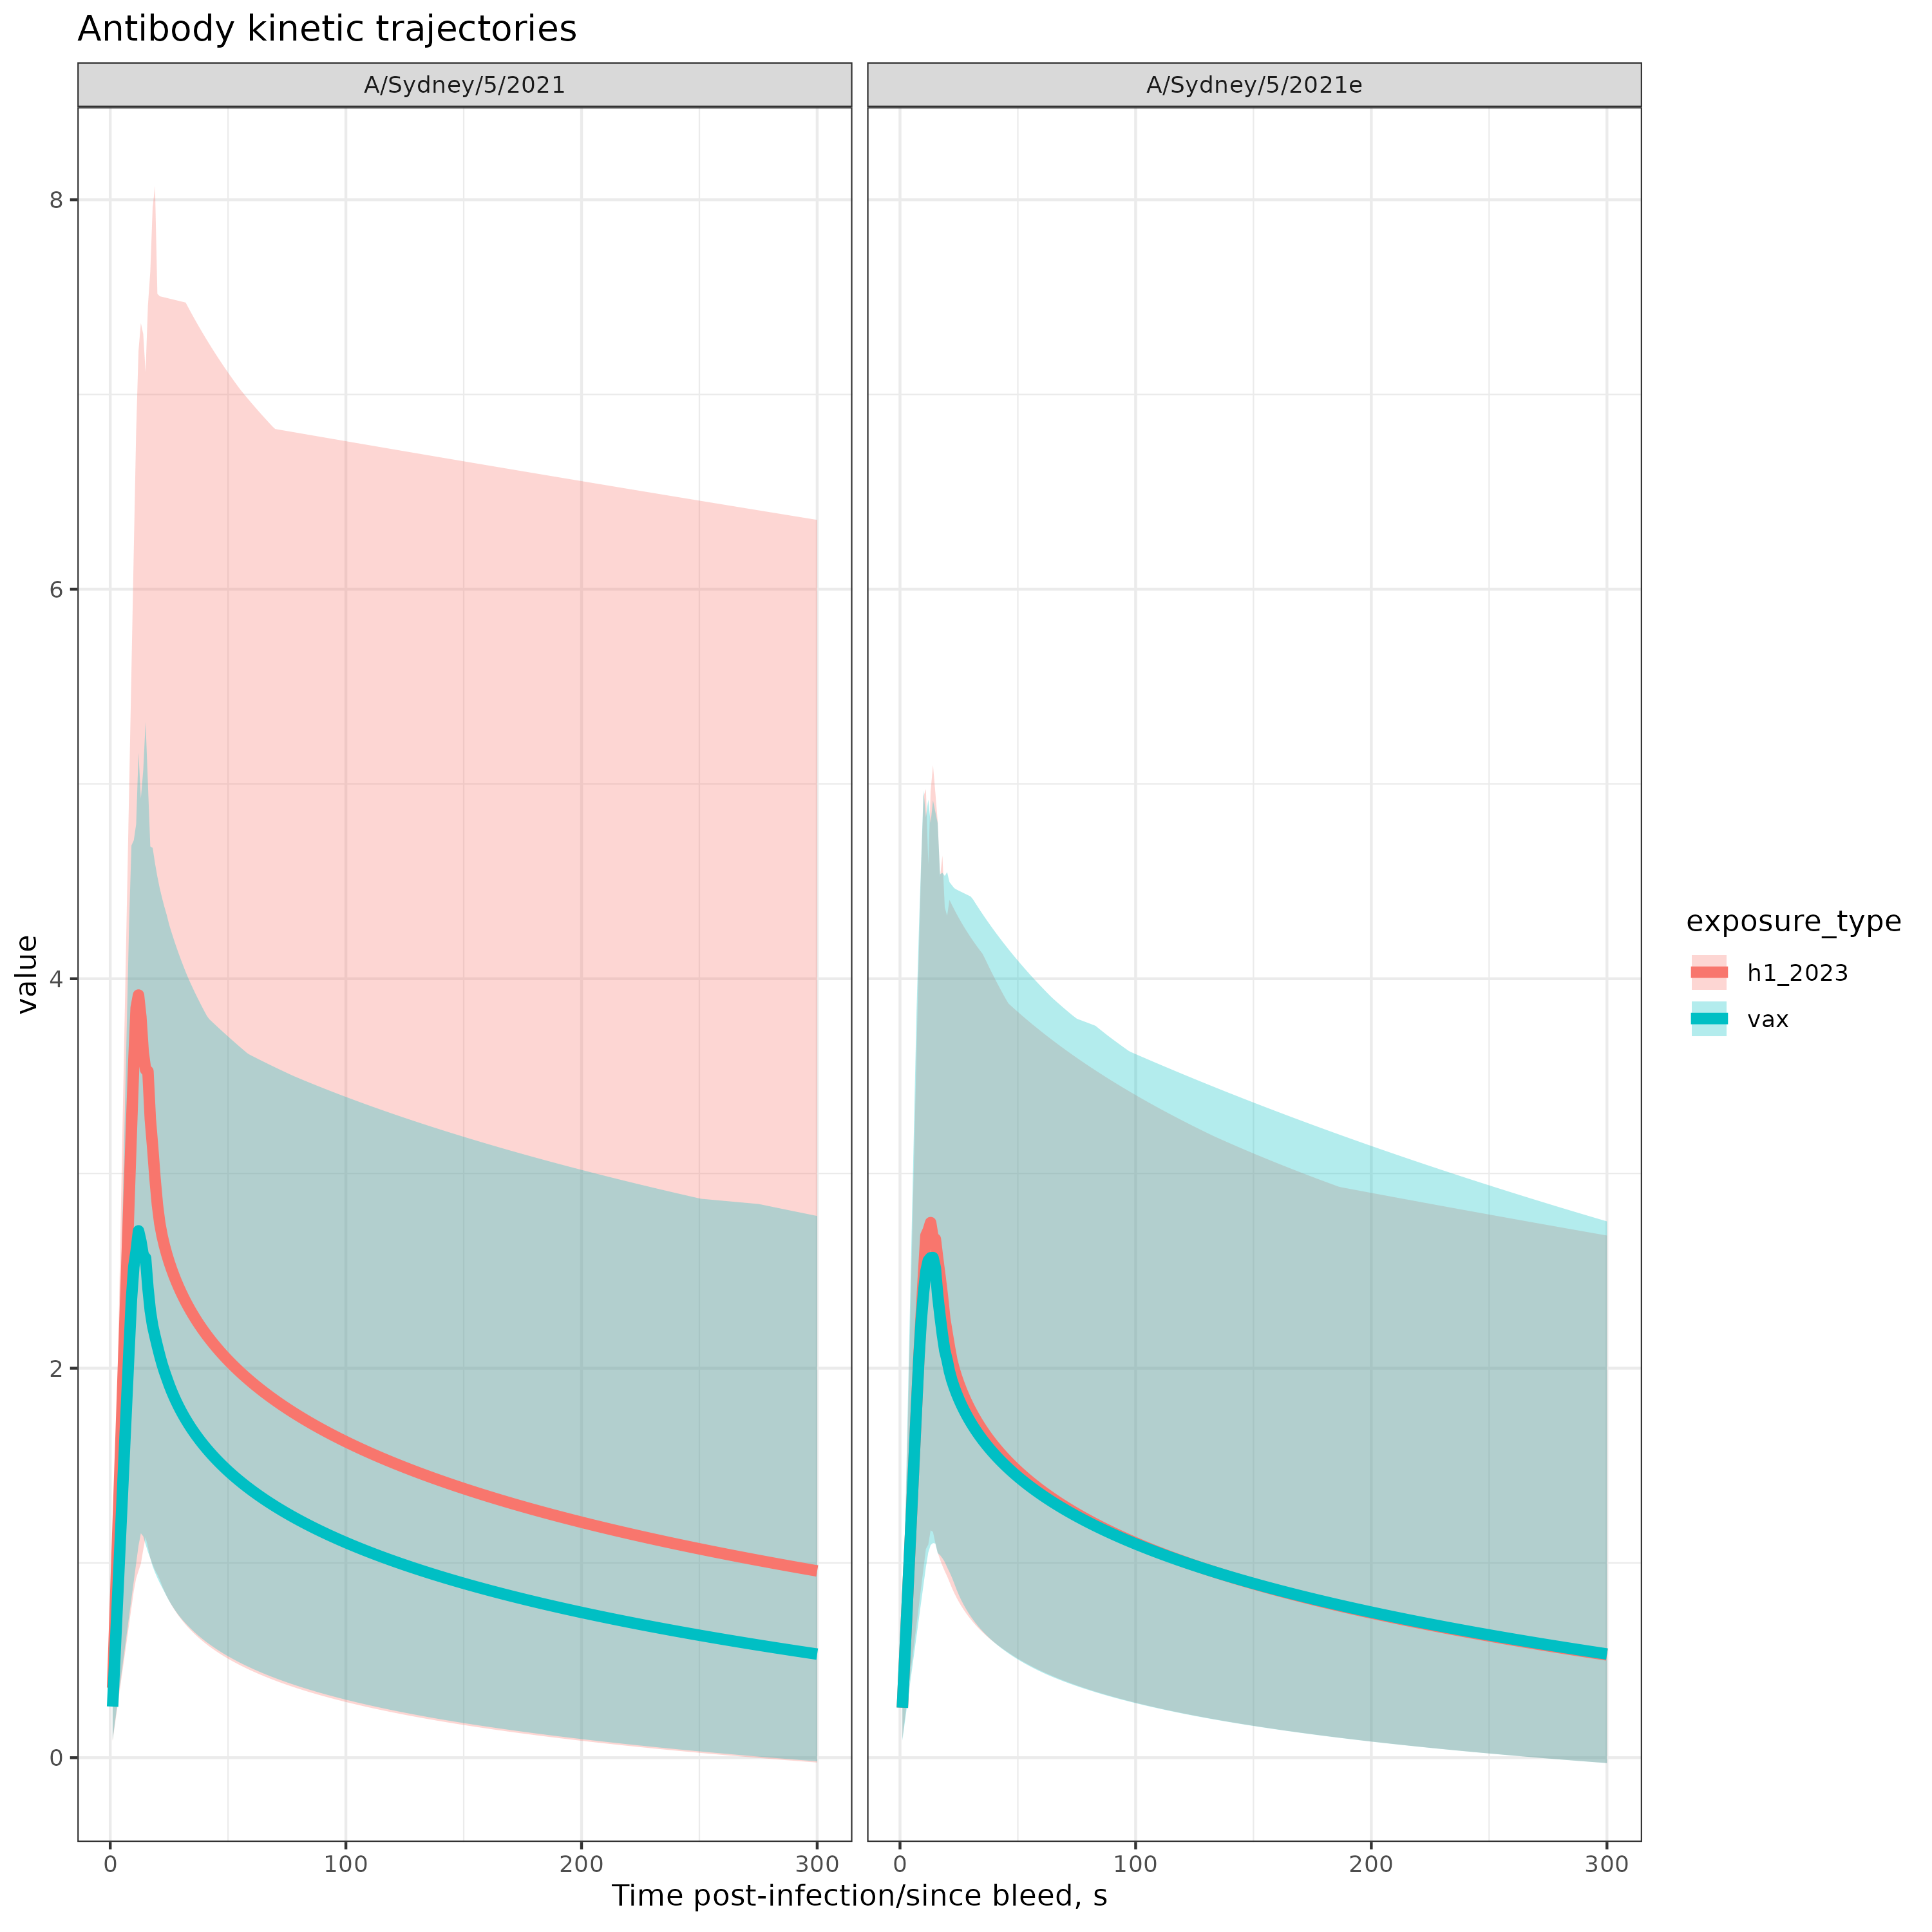 Antibody kinetic trajectories
A/Sydney/5/2021
A/Sydney/5/2021e
8
6
4
2
0
value
0 100 200 300
0 100 200 300
Time post-infection/since bleed, s
exposure_type
h1_2023
vax